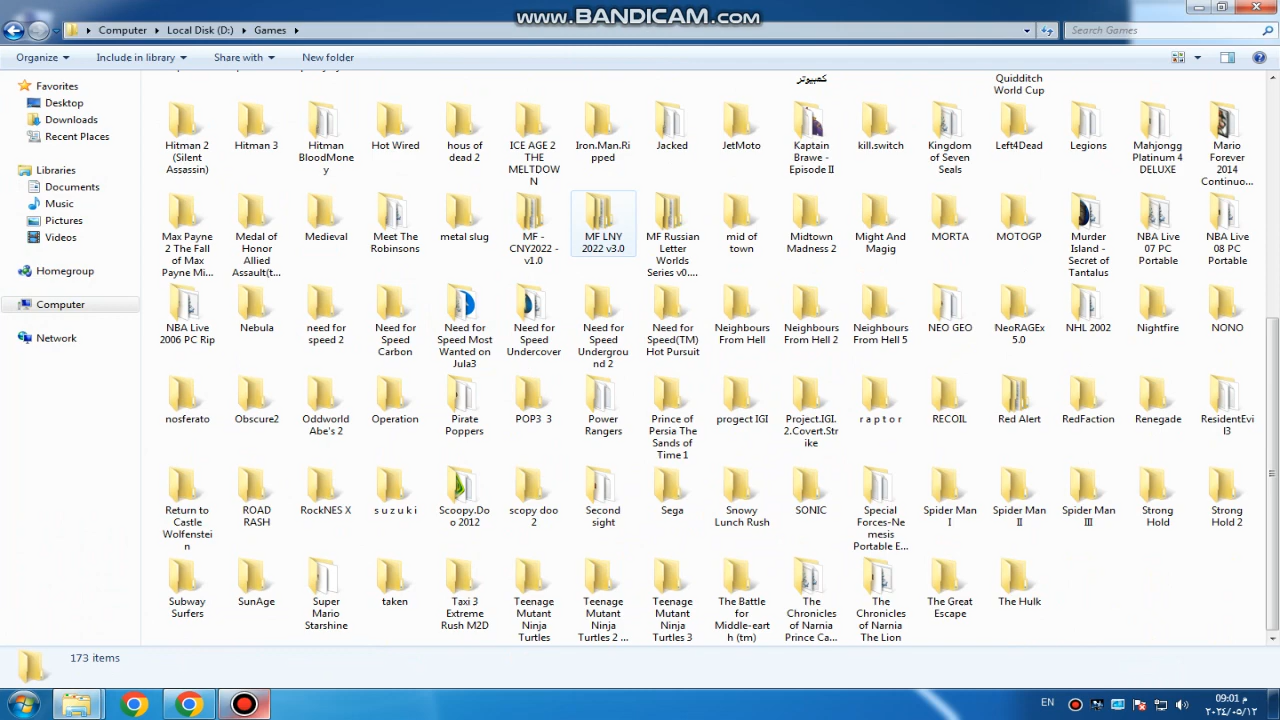 www.BANDICAM.com
Computer
Local Disk (D:)
Games
Search Games
Organize
Include in library
Share with
New folder
Favorites
Desktop
Downloads
Recent Places
Libraries
Documents
Music
Pictures
Videos
Homegroup
Computer
Network
كمبيوتر
Quidditch
World Cup
Hitman 2
(Silent
Assassin)
Hitman 3
Hitman
BloodMone
y
Hot Wired
hous of
dead 2
ICE AGE 2
THE
MELTDOW
N
Iron.Man.Ri
pped
Jacked
JetMoto
Kaptain
Brawe -
Episode II
kill.switch
Kingdom
of Seven
Seals
Left4Dead
Legions
Mahjongg
Platinum 4
DELUXE
Mario
Forever
2014
Continuo...
Max Payne
2 The Fall
of Max
Payne Mi...
Medal of
Honor
Allied
Assault(t...
Medieval
Meet The
Robinsons
metal slug
MF -
CNY2022 -
v1.0
MF LNY
2022 v3.0
MF Russian
Letter
Worlds
Series v0....
mid of
town
Midtown
Madness 2
Might And
Magig
MORTA
MOTOGP
Murder
Island -
Secret of
Tantalus
NBA Live
07 PC
Portable
NBA Live
08 PC
Portable
NBA Live
2006 PC Rip
Nebula
need for
speed 2
Need for
Speed
Carbon
Need for
Speed Most
Wanted on
Jula3
Need for
Speed
Undercover
Need for
Speed
Undergroun
d 2
Need for
Speed(TM)
Hot Pursuit
Neighbours
From Hell
Neighbours
From Hell 2
Neighbours
From Hell 5
NEO GEO
NeoRAGEx
5.0
NHL 2002
Nightfire
NONO
nosferato
Obscure2
Oddworld
Abe's 2
Operation
Pirate
Poppers
POP3 3
Power
Rangers
Prince of
Persia The
Sands of
Time 1
progect IGI
Project.IGI.
2.Covert.Str
ike
r a p t o r
RECOIL
Red Alert
RedFaction
Renegade
ResidentEvi
l3
Return to
Castle
Wolfenstei
n
ROAD
RASH
RockNES X
s u z u k i
Scoopy.Do
o 2012
scopy doo
2
Second
sight
Sega
Snowy
Lunch Rush
SONIC
Special
Forces-Ne
mesis
Portable E...
Spider Man
I
Spider Man
II
Spider Man
III
Strong
Hold
Strong
Hold 2
Subway
Surfers
SunAge
Super
Mario
Starshine
taken
Taxi 3
Extreme
Rush M2D
Teenage
Mutant
Ninja
Turtles
Teenage
Mutant
Ninja
Turtles 2 ...
Teenage
Mutant
Ninja
Turtles 3
The Battle
for
Middle-eart
h (tm)
The
Chronicles
of Narnia
Prince Ca...
The
Chronicles
of Narnia
The Lion
The Great
Escape
The Hulk
173 items
EN
09:01 م
٢٠٢٤/٠٥/١٢